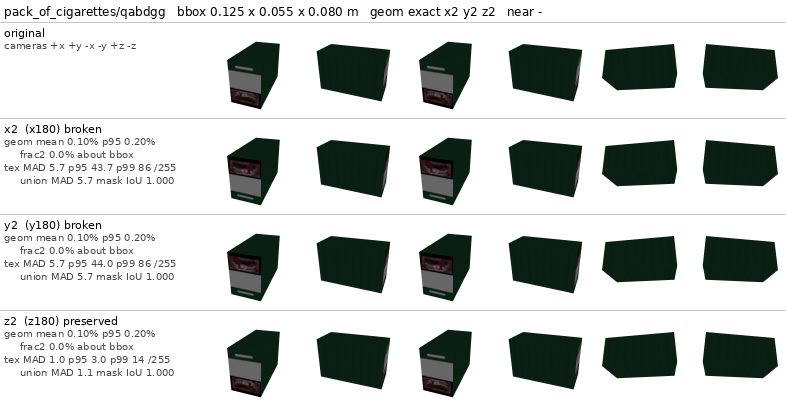 pack_of_cigarettes/qabdgg bbox 0.125 x 0.055 x 0.080 m geom exact x2 y2 z2 near -
original
cameras +x +y -x -y +z -z
x2 (x180) broken
geom mean 0.10% p95 0.20%
frac2 0.0% about bbox
tex MAD 5.7 p95 43.7 p99 86 /255
union MAD 5.7 mask IoU 1.000
y2 (y180) broken
geom mean 0.10% p95 0.20%
frac2 0.0% about bbox
tex MAD 5.7 p95 44.0 p99 86 /255
union MAD 5.7 mask IoU 1.000
z2 (z180) preserved
geom mean 0.10% p95 0.20%
frac2 0.0% about bbox
tex MAD 1.0 p95 3.0 p99 14 /255
union MAD 1.1 mask IoU 1.000